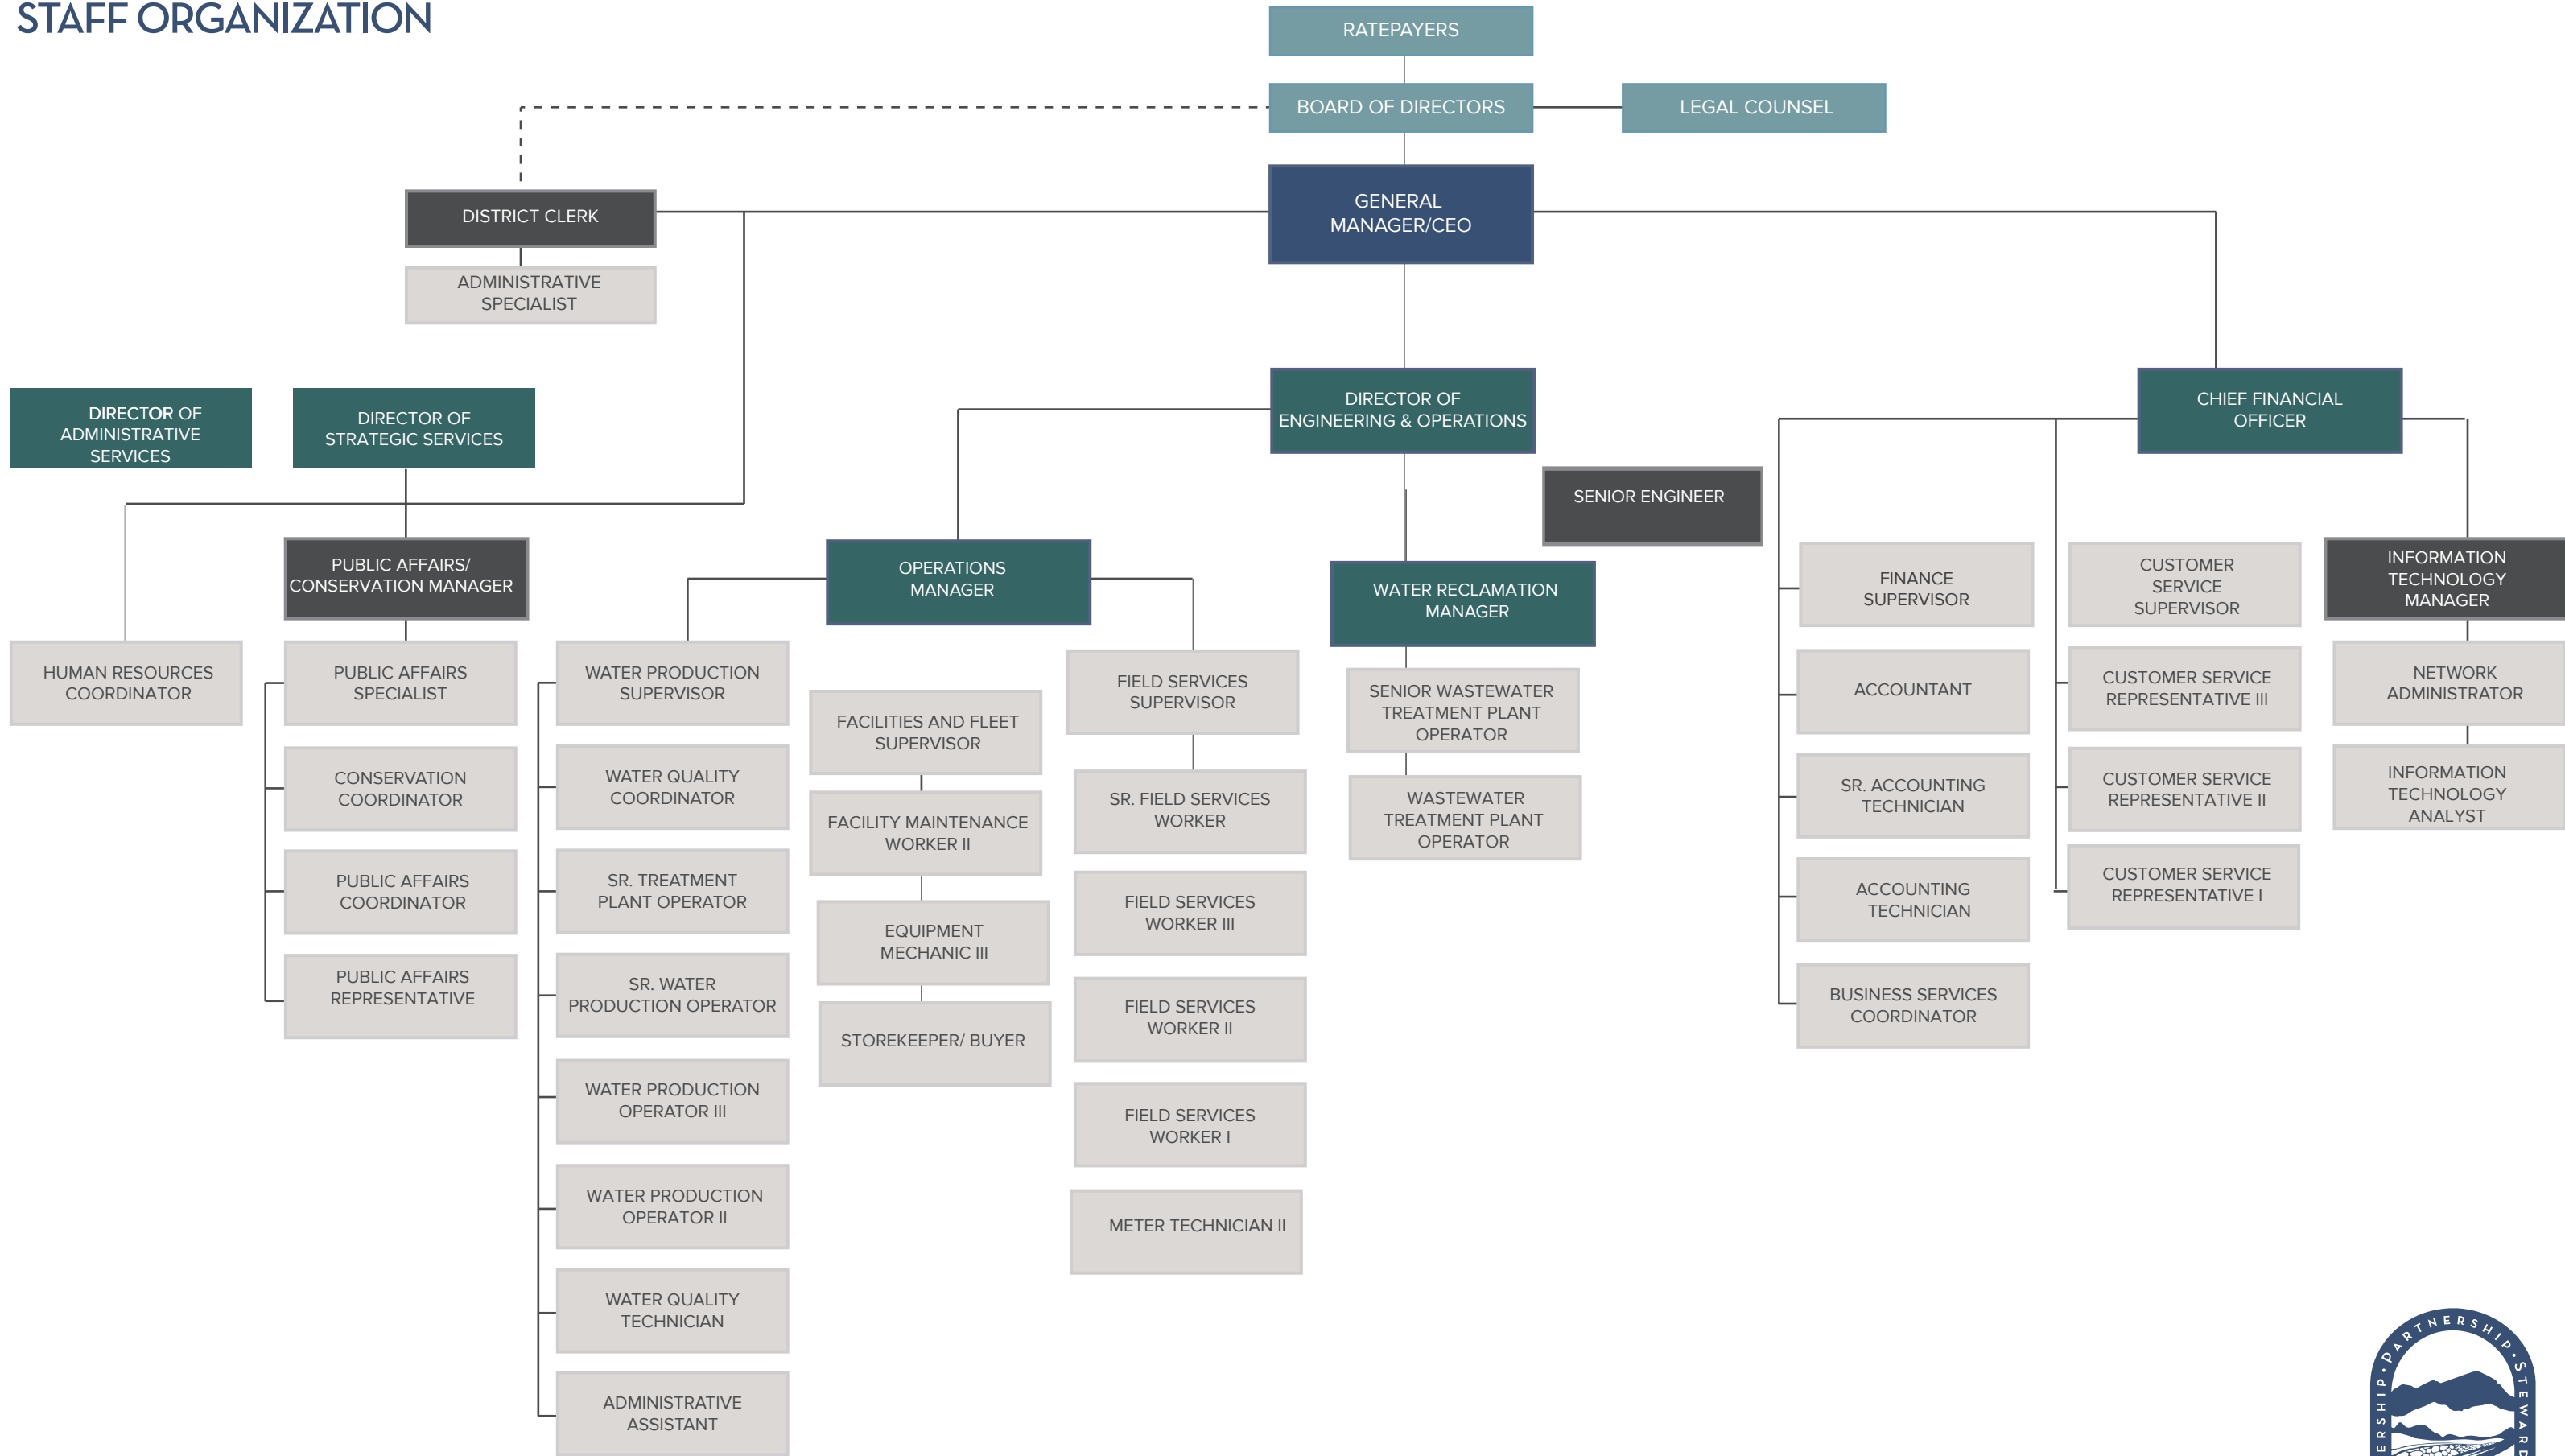 STAFF ORGANIZATION
RATEPAYERS
BOARD OF DIRECTORS
LEGAL COUNSEL
GENERAL
MANAGER/CEO
DISTRICT CLERK
ADMINISTRATIVE
SPECIALIST
DIRECTOR OF
ADMINISTRATIVE
SERVICES
DIRECTOR OF
STRATEGIC SERVICES
DIRECTOR OF
ENGINEERING & OPERATIONS
CHIEF FINANCIAL
OFFICER
SENIOR ENGINEER
PUBLIC AFFAIRS/
CONSERVATION MANAGER
OPERATIONS
MANAGER
WATER RECLAMATION
MANAGER
HUMAN RESOURCES
COORDINATOR
PUBLIC AFFAIRS
SPECIALIST
CONSERVATION
COORDINATOR
PUBLIC AFFAIRS
COORDINATOR
PUBLIC AFFAIRS
REPRESENTATIVE
WATER PRODUCTION
SUPERVISOR
WATER QUALITY
COORDINATOR
SR. TREATMENT
PLANT OPERATOR
SR. WATER
PRODUCTION OPERATOR
WATER PRODUCTION
OPERATOR III
WATER PRODUCTION
OPERATOR II
WATER QUALITY
TECHNICIAN
ADMINISTRATIVE
ASSISTANT
FACILITIES AND FLEET
SUPERVISOR
FACILITY MAINTENANCE
WORKER II
EQUIPMENT
MECHANIC III
STOREKEEPER/ BUYER
FIELD SERVICES
SUPERVISOR
SR. FIELD SERVICES
WORKER
FIELD SERVICES
WORKER III
FIELD SERVICES
WORKER II
FIELD SERVICES
WORKER I
METER TECHNICIAN II
SENIOR WASTEWATER
TREATMENT PLANT
OPERATOR
WASTEWATER
TREATMENT PLANT
OPERATOR
FINANCE
SUPERVISOR
ACCOUNTANT
SR. ACCOUNTING
TECHNICIAN
ACCOUNTING
TECHNICIAN
BUSINESS SERVICES
COORDINATOR
CUSTOMER
SERVICE
SUPERVISOR
CUSTOMER SERVICE
REPRESENTATIVE III
CUSTOMER SERVICE
REPRESENTATIVE II
CUSTOMER SERVICE
REPRESENTATIVE I
INFORMATION
TECHNOLOGY
MANAGER
NETWORK
ADMINISTRATOR
INFORMATION
TECHNOLOGY
ANALYST
ERSHIP • PARTNERSHIP • STEWARD